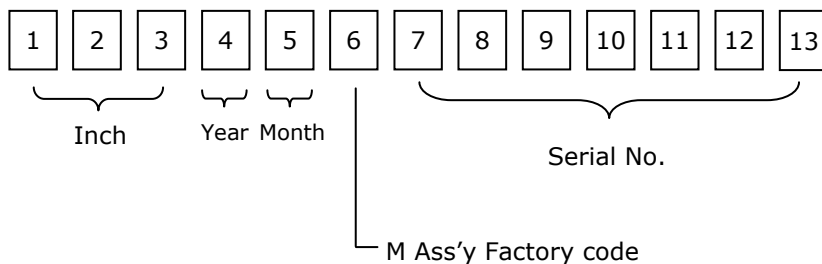 1 2 3 4 5 6 7 8 9 10 11 12 13
Inch Year Month
Serial No.
M Ass’y Factory code